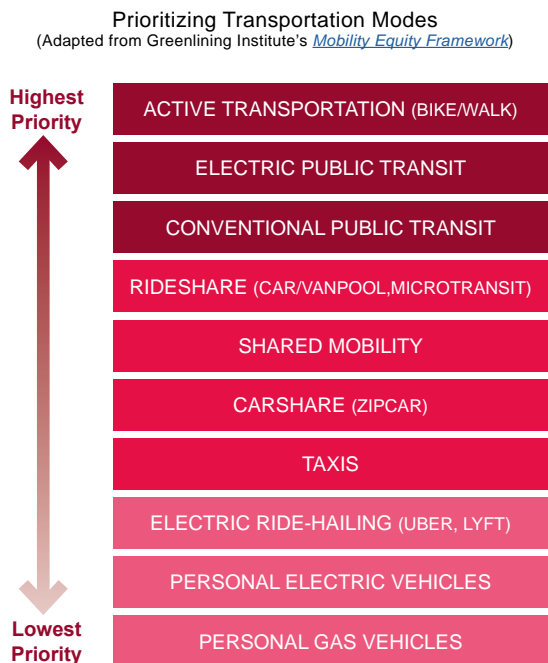 Prioritizing Transportation Modes
(Adapted from Greenlining Institute's Mobility Equity Framework)
Highest
Priority
ACTIVE TRANSPORTATION (BIKE/WALK)
ELECTRIC PUBLIC TRANSIT
CONVENTIONAL PUBLIC TRANSIT
RIDESHARE (CAR/VANPOOL,MICROTRANSIT)
SHARED MOBILITY
CARSHARE (ZIPCAR)
TAXIS
ELECTRIC RIDE-HAILING (UBER, LYFT)
PERSONAL ELECTRIC VEHICLES
Lowest
Priority
PERSONAL GAS VEHICLES